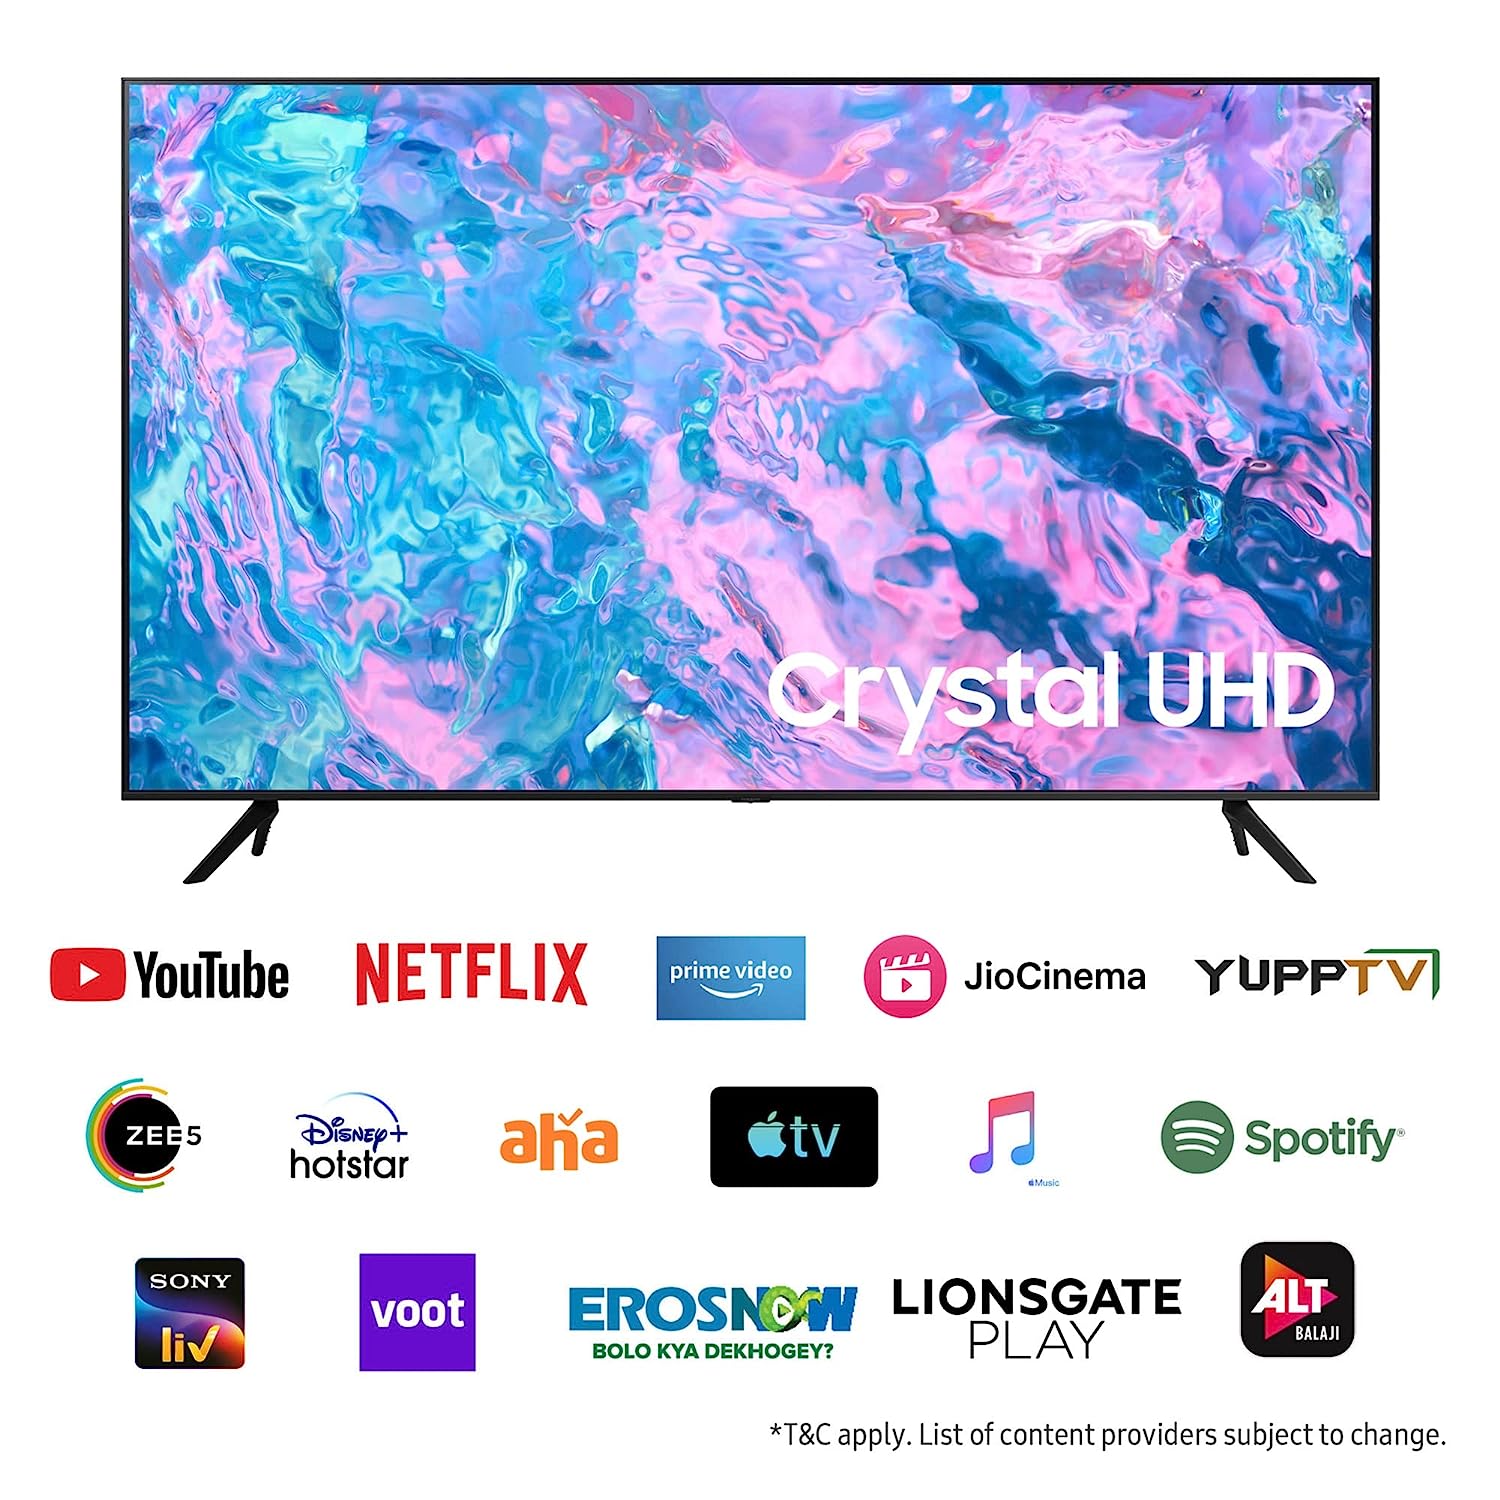 Crystal UHD
YouTube
NETFLIX
prime video
JioCinema
YUPPTV
ZEE5
Disney+
hotstar
aha
tv
Music
Spotify®
SONY
liv
voot
EROSNOW
BOLO KYA DEKHOGEY?
LIONSGATE
PLAY
ALT
BALAJI
*T&C apply. List of content providers subject to change.